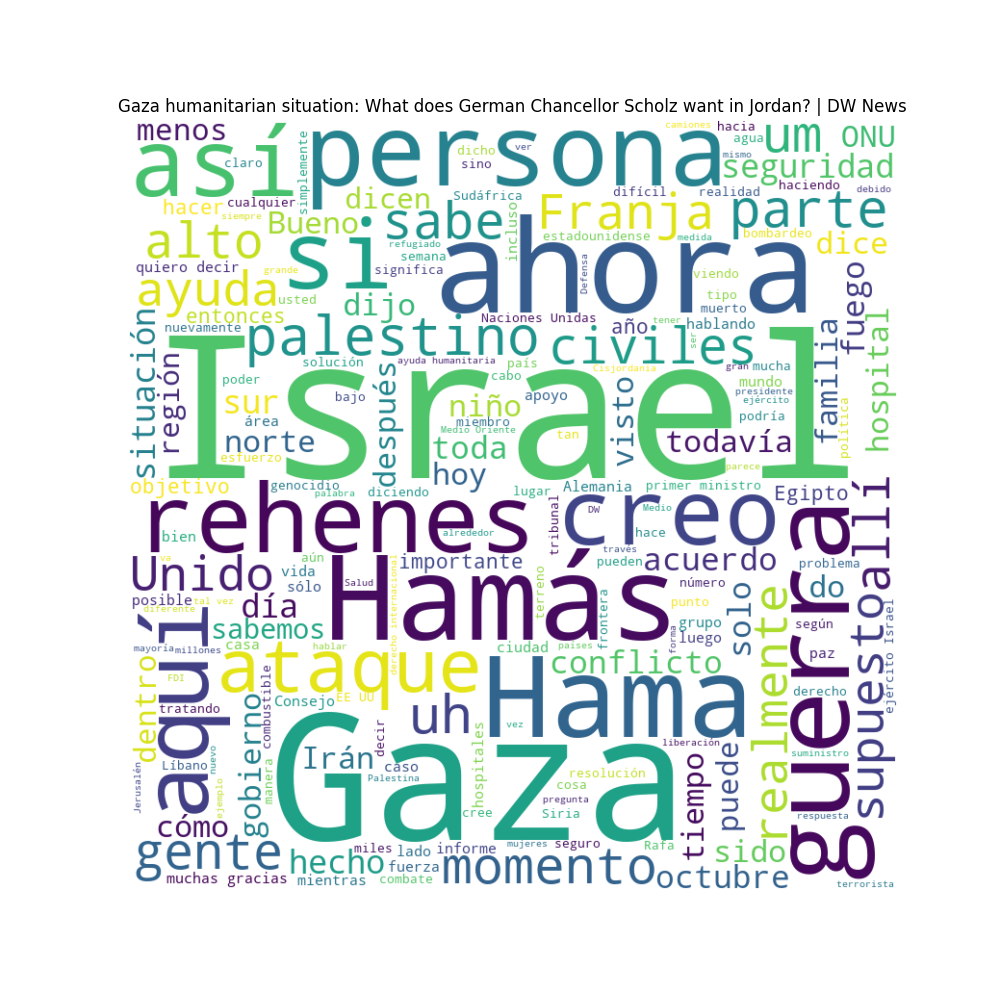 Gaza humanitarian situation: What does German Chancellor Scholz want in Jordan? | DW News
menos
así
persona
um
ONU
camiones
hacia
agua
claro
simplemente
dicho
ver
sino
mismo
seguridad
cualquier
hacer
siempre
dicen
Sudáfrica
difícil
realidad
haciendo
debido
Bueno
sabe
incluso
Franja
parte
alto
si
refugiado
semana
significa
ahora
estadounidense
medida
bombardeo
dice
quiero decir
grande
Defensa
viendo
fuego
ayuda
usted
dijo
tipo
muerto
entonces
nuevamente
Naciones Unidas
año
tener
hablando
situación
región
palestino
civiles
ser
familia
hospital
solución
ayuda humanitaria
país
Cisjordania
gran
mucha
poder
cabo
mundo
presidente
ejército
sur
bajo
después
niño
apoyo
visto
podría
política
área
miembro
Israel
norte
Medio Oriente
toda
tan
todavía
esfuerzo
hoy
parece
objetivo
genocidio
palabra
diciendo
lugar
Alemania
primer ministro
Egipto
allí
rehenes
creo
DW
Medio
bien
alrededor
tribunal
hace
guerra
va
aún
través
Unido
vida
sólo
Salud
Hamás
importante
pueden
acuerdo
problema
posible
tal vez
diferente
día
derecho internacional
terreno
frontera
número
punto
solo
do
supuesto
realmente
aquí
sabemos
grupo
luego
forma
según
ejército Israel
mayoría
millones
casa
hablar
ciudad
países
paz
dentro
FDI
ataque
conflicto
derecho
tratando
combustible
Consejo
EE UU
uh
Hama
vez
gobierno
Líbano
nuevo
Irán
decir
liberación
suministro
Jerusalén
ejemplo
manera
Gaza
caso
Palestina
hospitales
resolución
cosa
puede
pregunta
Siria
cree
tiempo
respuesta
cómo
gente
hecho
miles
lado
informe
mujeres
seguro
Rafa
sido
muchas gracias
mientras
fuerza
combate
momento
octubre
terrorista